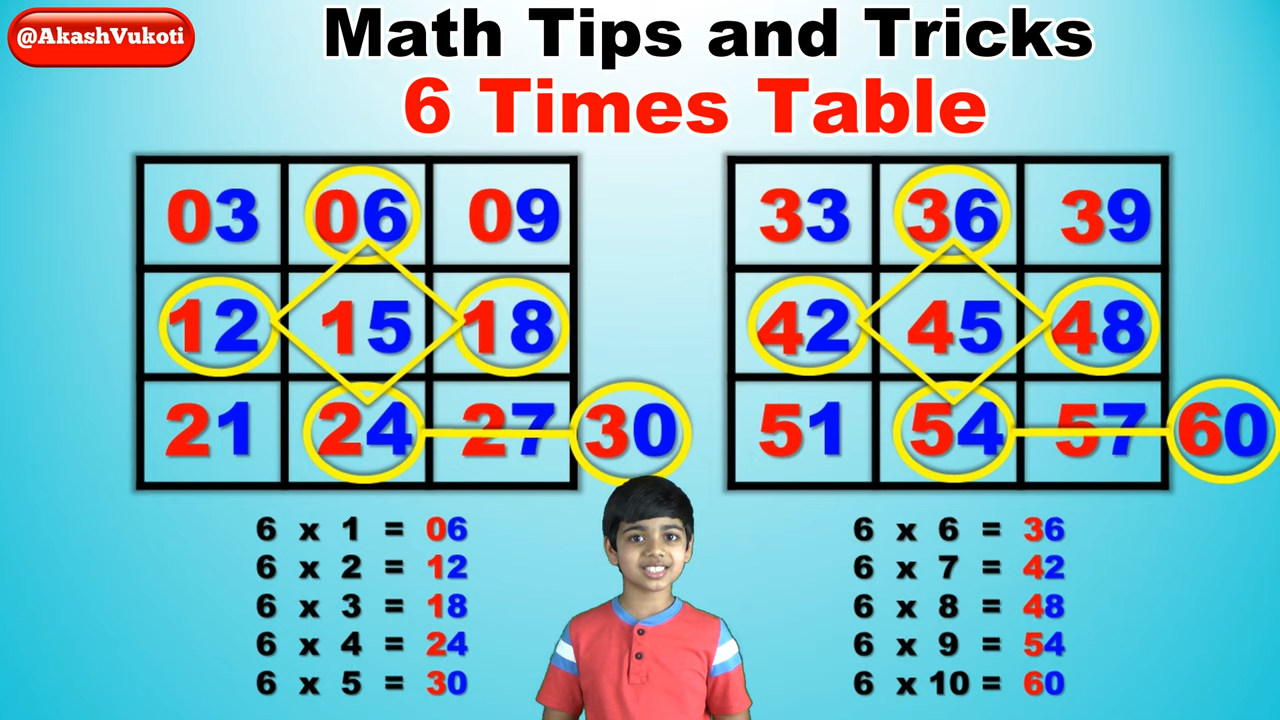 @AkashVukoti
Math Tips and Tricks
6 Times Table
03 06 09
12 15 18
21 24 27 30
33 36 39
42 45 48
51 54 57 60
6 x 1 = 06
6 x 2 = 12
6 x 3 = 18
6 x 4 = 24
6 x 5 = 30
6 x 6 = 36
6 x 7 = 42
6 x 8 = 48
6 x 9 = 54
6 x 10 = 60